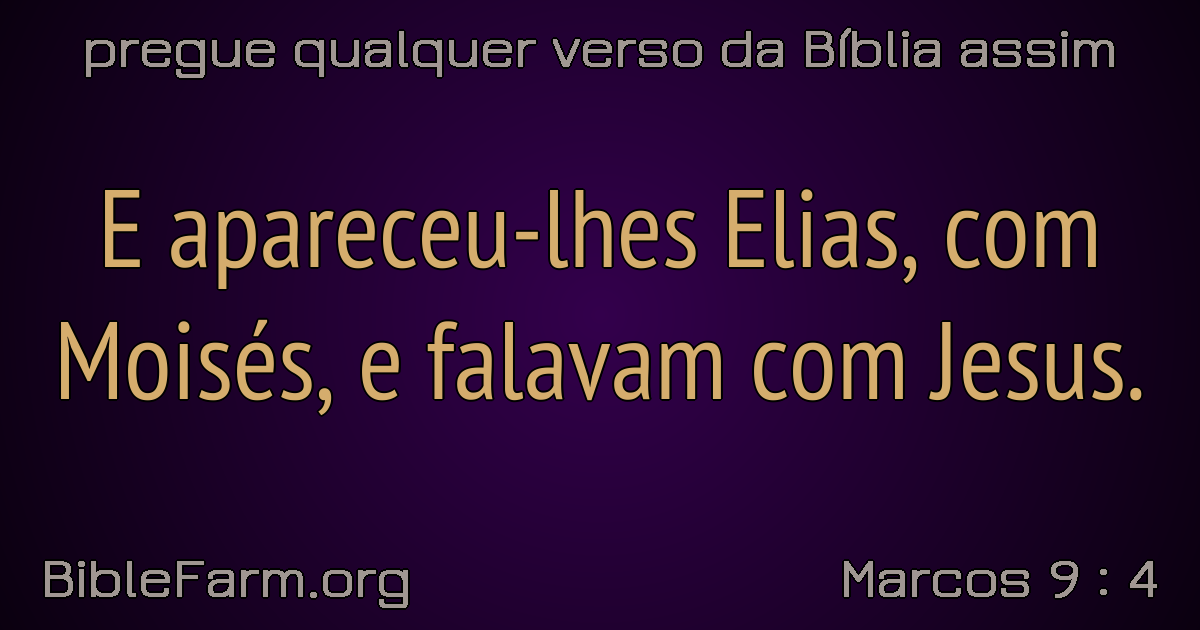 pregue qualquer verso da Bíblia assim
E apareceu-lhes Elias, com
Moisés, e falavam com Jesus.
BibleFarm.org
Marcos 9 : 4